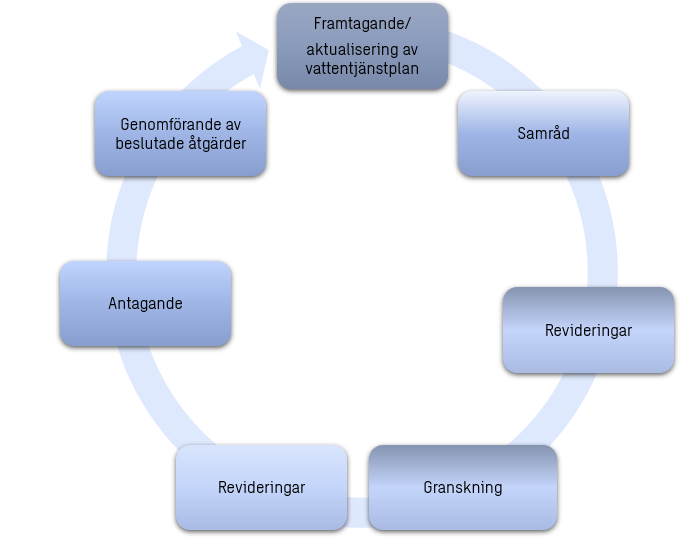 Framtagande/
aktualisering av
vattentjänstplan
Samråd
Revideringar
Granskning
Revideringar
Antagande
Genomförande av
beslutade åtgärder